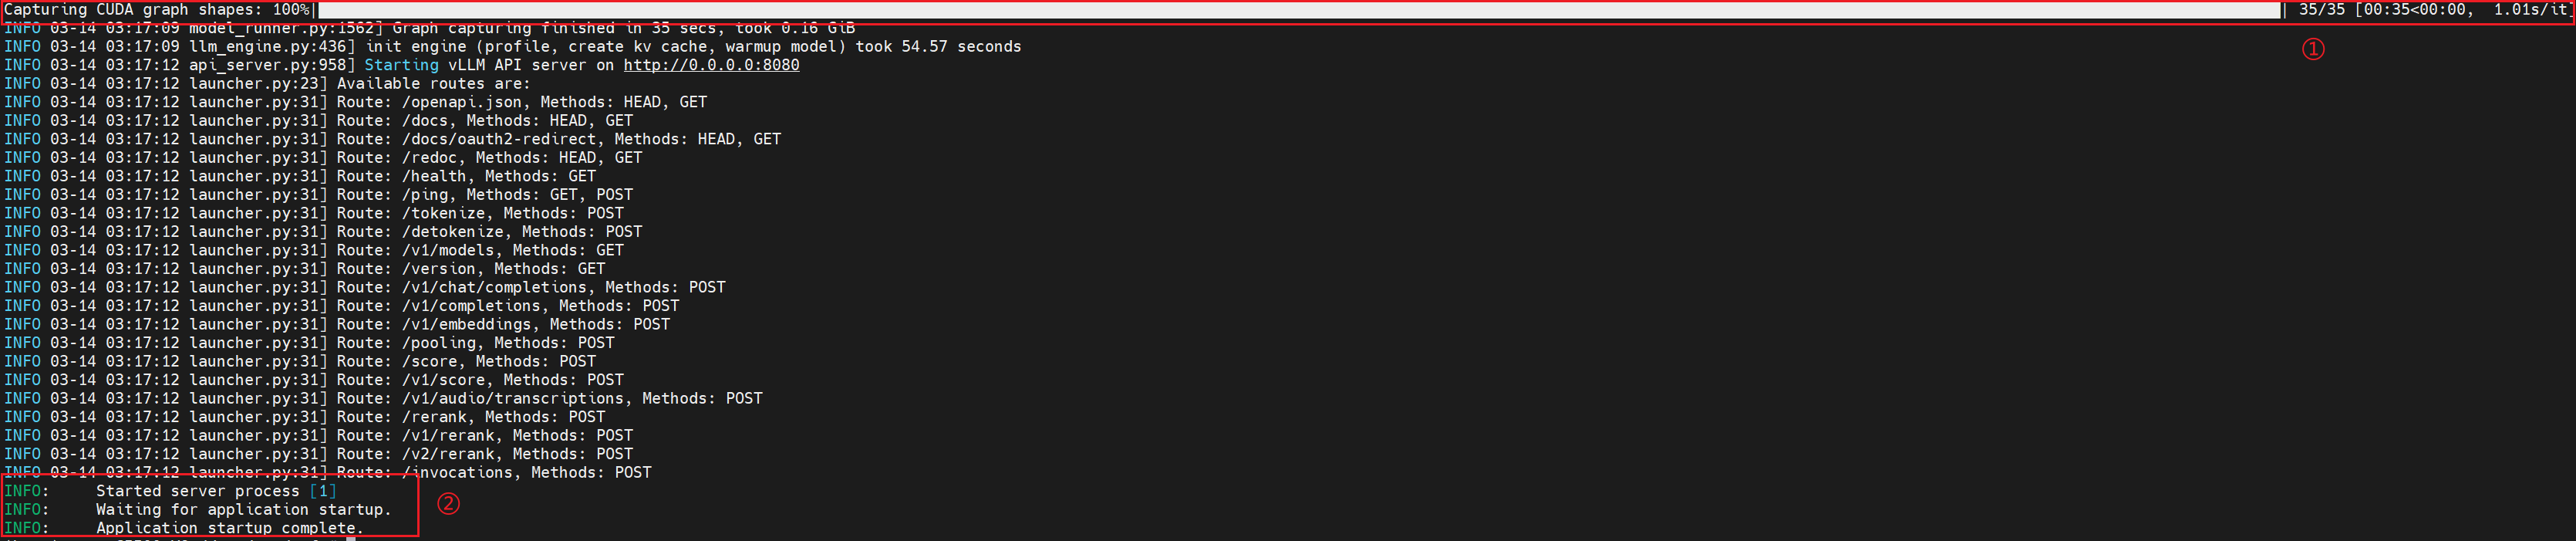 Capturing CUDA graph shapes: 100%| | 35/35 [00:35<00:00, 1.01s/it]
INFO 03-14 03:17:09 model_runner.py:1562] Graph capturing finished in 35 secs, took 0.16 GiB
①
INFO 03-14 03:17:09 llm_engine.py:436] init engine (profile, create kv cache, warmup model) took 54.57 seconds
INFO 03-14 03:17:12 api_server.py:958] Starting vLLM API server on http://0.0.0.0:8080
INFO 03-14 03:17:12 launcher.py:23] Available routes are:
INFO 03-14 03:17:12 launcher.py:31] Route: /openapi.json, Methods: HEAD, GET
INFO 03-14 03:17:12 launcher.py:31] Route: /docs, Methods: HEAD, GET
INFO 03-14 03:17:12 launcher.py:31] Route: /docs/oauth2-redirect, Methods: HEAD, GET
INFO 03-14 03:17:12 launcher.py:31] Route: /redoc, Methods: HEAD, GET
INFO 03-14 03:17:12 launcher.py:31] Route: /health, Methods: GET
INFO 03-14 03:17:12 launcher.py:31] Route: /ping, Methods: GET, POST
INFO 03-14 03:17:12 launcher.py:31] Route: /tokenize, Methods: POST
INFO 03-14 03:17:12 launcher.py:31] Route: /detokenize, Methods: POST
INFO 03-14 03:17:12 launcher.py:31] Route: /v1/models, Methods: GET
INFO 03-14 03:17:12 launcher.py:31] Route: /version, Methods: GET
INFO 03-14 03:17:12 launcher.py:31] Route: /v1/chat/completions, Methods: POST
INFO 03-14 03:17:12 launcher.py:31] Route: /v1/completions, Methods: POST
INFO 03-14 03:17:12 launcher.py:31] Route: /v1/embeddings, Methods: POST
INFO 03-14 03:17:12 launcher.py:31] Route: /pooling, Methods: POST
INFO 03-14 03:17:12 launcher.py:31] Route: /score, Methods: POST
INFO 03-14 03:17:12 launcher.py:31] Route: /v1/score, Methods: POST
INFO 03-14 03:17:12 launcher.py:31] Route: /v1/audio/transcriptions, Methods: POST
INFO 03-14 03:17:12 launcher.py:31] Route: /rerank, Methods: POST
INFO 03-14 03:17:12 launcher.py:31] Route: /v1/rerank, Methods: POST
INFO 03-14 03:17:12 launcher.py:31] Route: /v2/rerank, Methods: POST
INFO 03-14 03:17:12 launcher.py:31] Route: /invocations, Methods: POST
INFO: Started server process [1]
②
INFO: Waiting for application startup.
INFO: Application startup complete.